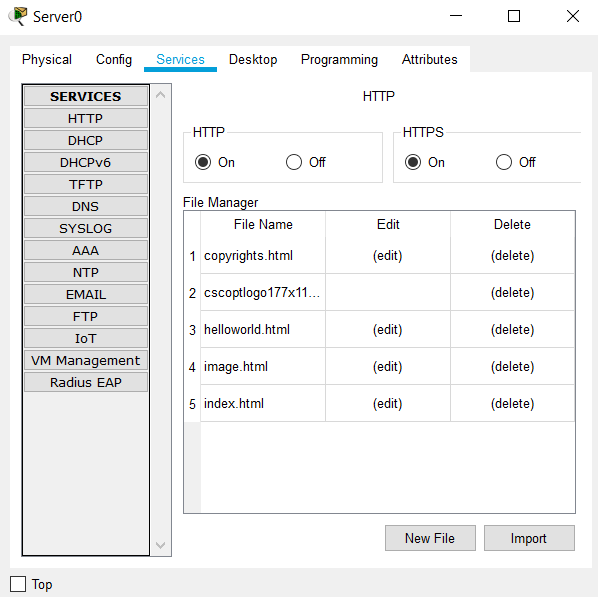 Server0
Physical Config Services Desktop Programming Attributes
SERVICES
HTTP
DHCP
DHCPv6
TFTP
DNS
SYSLOG
AAA
NTP
EMAIL
FTP
IoT
VM Management
Radius EAP
HTTP
HTTP
On Off
HTTPS
On Off
File Manager
File Name Edit Delete
1 copyrights.html (edit) (delete)
2 cscoptlogo177x11... (delete)
3 helloworld.html (edit) (delete)
4 image.html (edit) (delete)
5 index.html (edit) (delete)
New File Import
Top